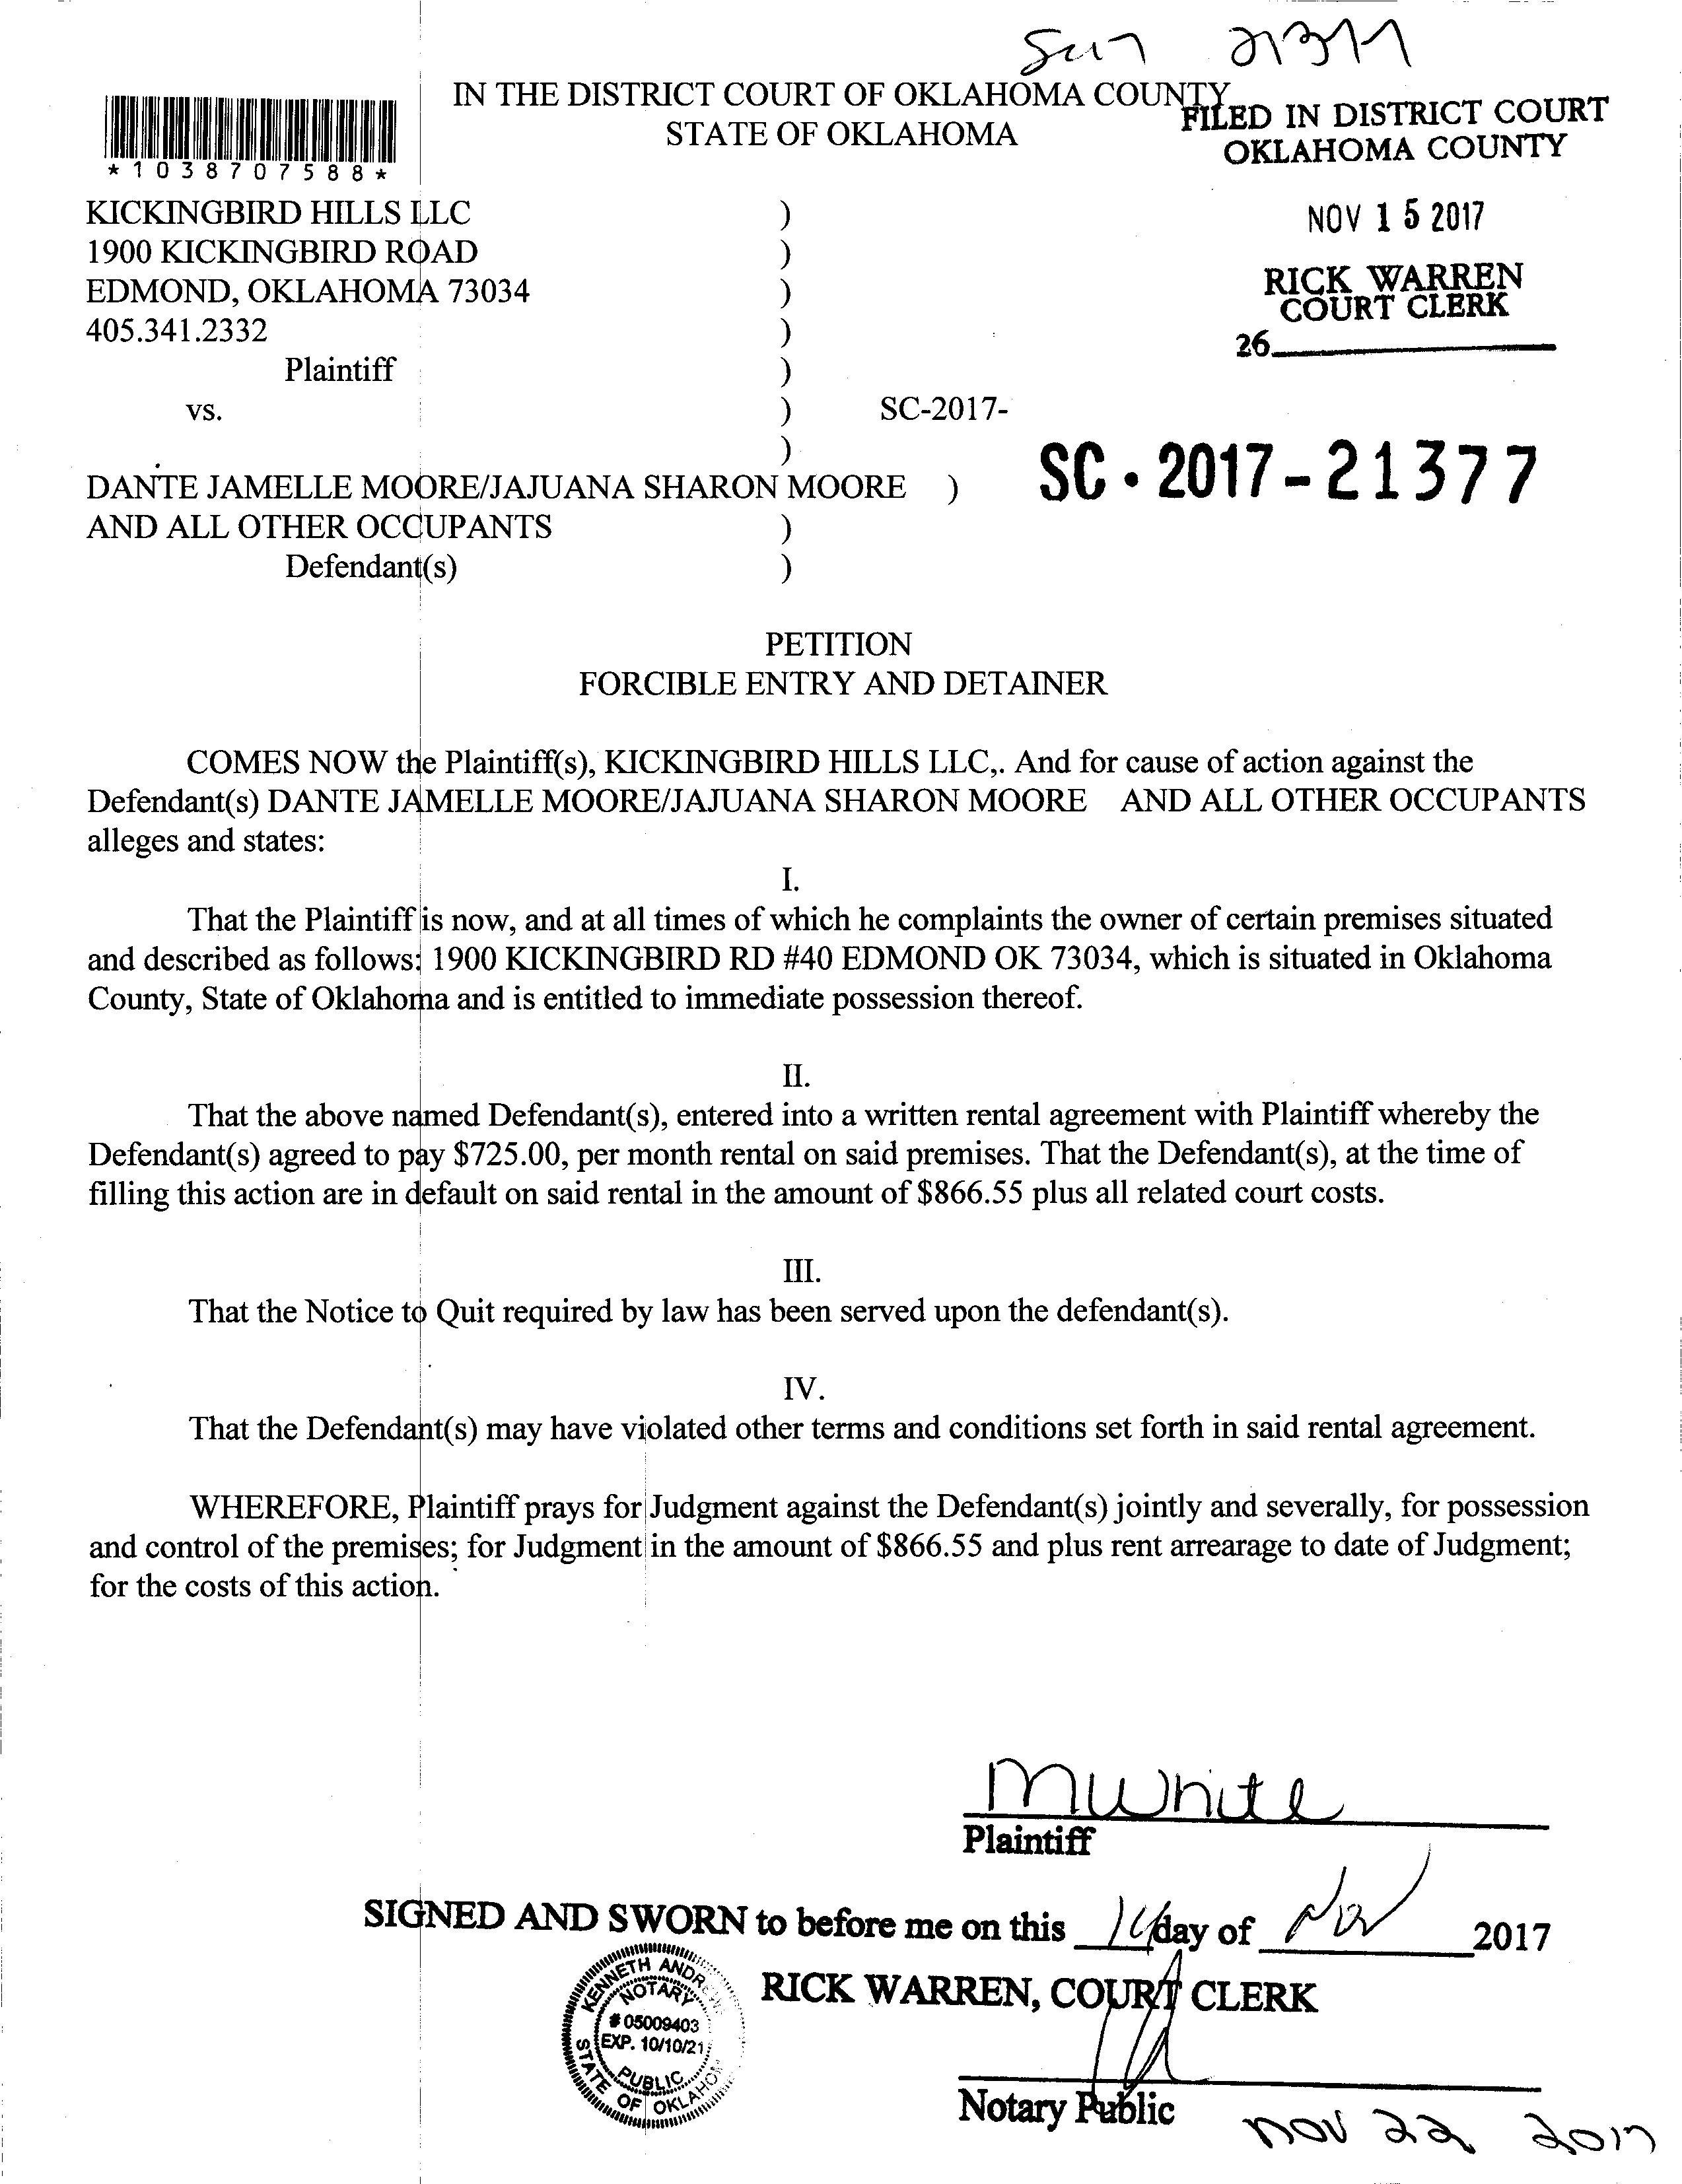 IN THE DISTRICT COURT OF OKLAHOMA COUNTY
STATE OF OKLAHOMA
FILED IN DISTRICT COURT
OKLAHOMA COUNTY
*1038707588*
NOV 15 2017
RICK WARREN
COURT CLERK
26
KICKINGBIRD HILLS LLC )
1900 KICKINGBIRD ROAD )
EDMOND, OKLAHOMA 73034 )
405.341.2332 )
Plaintiff )
vs. ) SC-2017-
)
SC-2017-21377
DANTE JAMELLE MOORE/JAJUANA SHARON MOORE )
AND ALL OTHER OCCUPANTS )
Defendant(s) )
PETITION
FORCIBLE ENTRY AND DETAINER
COMES NOW the Plaintiff(s), KICKINGBIRD HILLS LLC,. And for cause of action against the
Defendant(s) DANTE JAMELLE MOORE/JAJUANA SHARON MOORE AND ALL OTHER OCCUPANTS
alleges and states:
I.
That the Plaintiff is now, and at all times of which he complaints the owner of certain premises situated
and described as follows: 1900 KICKINGBIRD RD #40 EDMOND OK 73034, which is situated in Oklahoma
County, State of Oklahoma and is entitled to immediate possession thereof.
II.
That the above named Defendant(s), entered into a written rental agreement with Plaintiff whereby the
Defendant(s) agreed to pay $725.00, per month rental on said premises. That the Defendant(s), at the time of
filling this action are in default on said rental in the amount of $866.55 plus all related court costs.
III.
That the Notice to Quit required by law has been served upon the defendant(s).
IV.
That the Defendant(s) may have violated other terms and conditions set forth in said rental agreement.
WHEREFORE, Plaintiff prays for Judgment against the Defendant(s) jointly and severally, for possession
and control of the premises; for Judgment in the amount of $866.55 and plus rent arrearage to date of Judgment;
for the costs of this action.
MWhite
Plaintiff
SIGNED AND SWORN to before me on this day of Nov 2017
RICK WARREN, COURT CLERK
KENNETH
NOTARY
# 05009403
EXP. 10/10/21
PUBLIC
STATE OF OKLAHO
Notary Public
Nov 22 2017